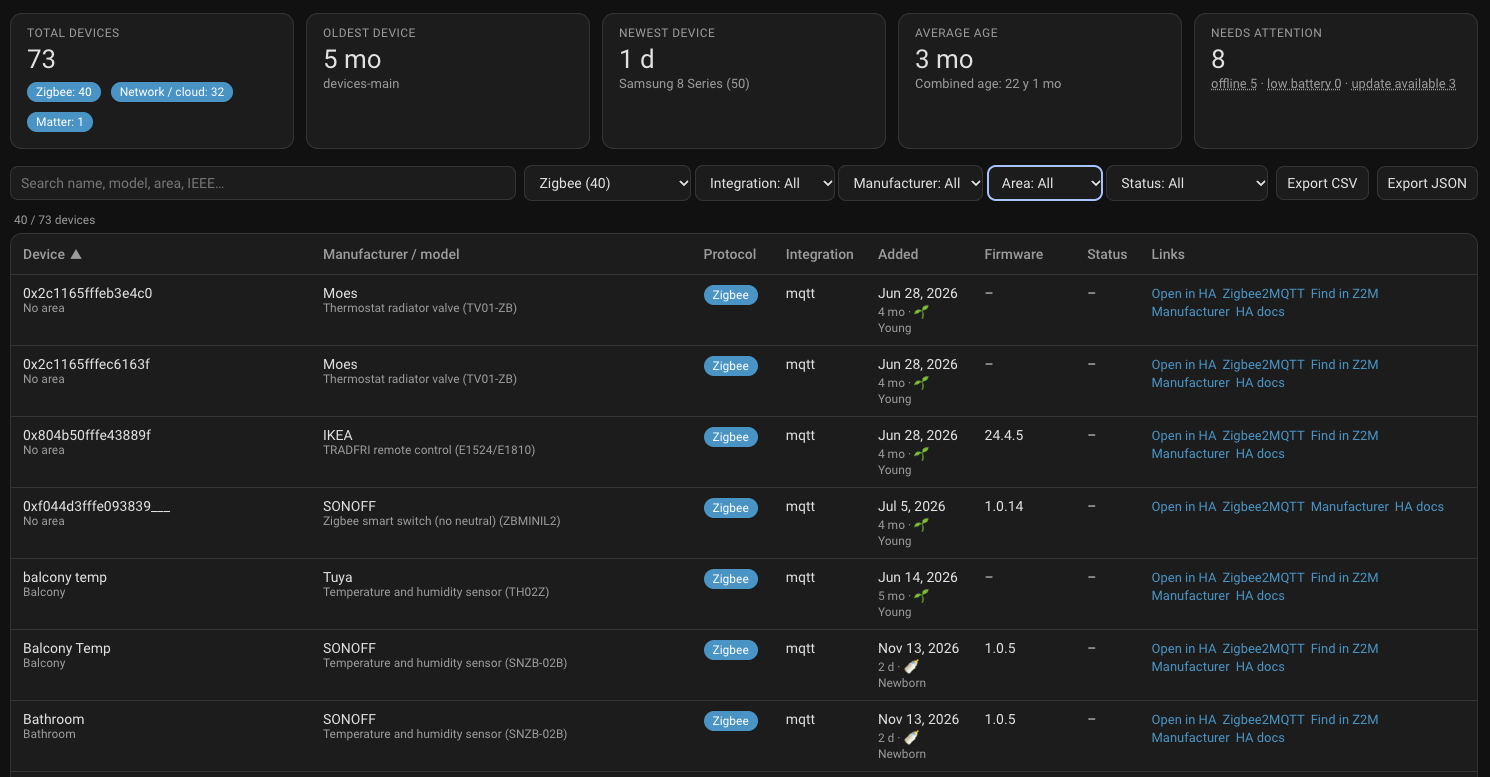 TOTAL DEVICES
73
Zigbee: 40
Network / cloud: 32
Matter: 1
OLDEST DEVICE
5 mo
devices-main
NEWEST DEVICE
1 d
Samsung 8 Series (50)
AVERAGE AGE
3 mo
Combined age: 22 y 1 mo
NEEDS ATTENTION
8
offline 5 · low battery 0 · update available 3
Search name, model, area, IEEE…
Zigbee (40)
Integration: All
Manufacturer: All
Area: All
Status: All
Export CSV
Export JSON
40 / 73 devices
Device ▲ Manufacturer / model Protocol Integration Added Firmware Status Links
0x2c1165fffeb3e4c0 Moes Zigbee mqtt Jun 28, 2026 – – Open in HA Zigbee2MQTT Find in Z2M
No area Thermostat radiator valve (TV01-ZB) 4 mo · Manufacturer HA docs
Young
0x2c1165fffec6163f Moes Zigbee mqtt Jun 28, 2026 – – Open in HA Zigbee2MQTT Find in Z2M
No area Thermostat radiator valve (TV01-ZB) 4 mo · Manufacturer HA docs
Young
0x804b50fffe43889f IKEA Zigbee mqtt Jun 28, 2026 24.4.5 – Open in HA Zigbee2MQTT Find in Z2M
No area TRADFRI remote control (E1524/E1810) 4 mo · Manufacturer HA docs
Young
0xf044d3fffe093839___ SONOFF Zigbee mqtt Jul 5, 2026 1.0.14 – Open in HA Zigbee2MQTT Manufacturer HA docs
No area Zigbee smart switch (no neutral) (ZBMINIL2) 4 mo ·
Young
balcony temp Tuya Zigbee mqtt Jun 14, 2026 – – Open in HA Zigbee2MQTT Find in Z2M
Balcony Temperature and humidity sensor (TH02Z) 5 mo · Manufacturer HA docs
Young
Balcony Temp SONOFF Zigbee mqtt Nov 13, 2026 1.0.5 – Open in HA Zigbee2MQTT Find in Z2M
Balcony Temperature and humidity sensor (SNZB-02B) 2 d · Manufacturer HA docs
Newborn
Bathroom SONOFF Zigbee mqtt Nov 13, 2026 1.0.5 – Open in HA Zigbee2MQTT Find in Z2M
Bathroom Temperature and humidity sensor (SNZB-02B) 2 d · Manufacturer HA docs
Newborn